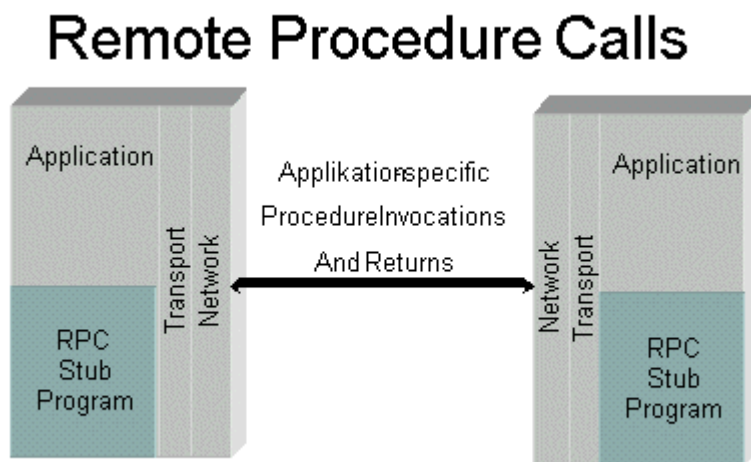 Remote Procedure Calls
Application
RPC
Stub
Program
Transport
Network
Applikationspecific
ProcedureInvocations
And Returns
Network
Transport
Application
RPC
Stub
Program